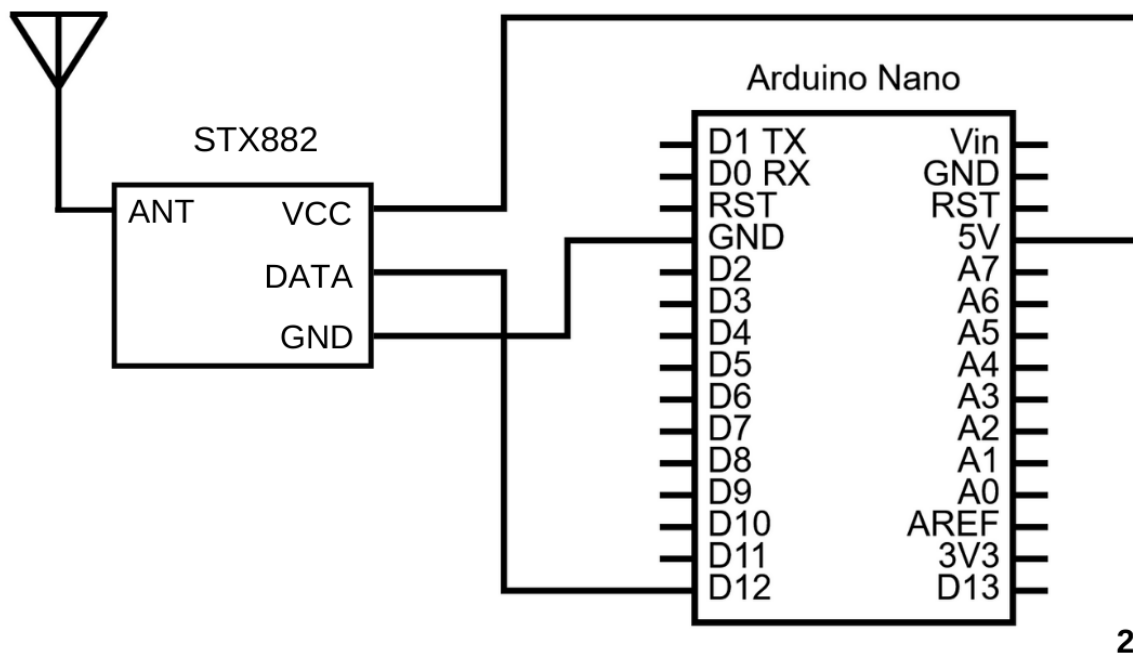 Arduino Nano
STX882
ANT VCC
DATA
GND
D1 TX Vin
D0 RX GND
RST RST
GND 5V
D2 A7
D3 A6
D4 A5
D5 A4
D6 A3
D7 A2
D8 A1
D9 A0
D10 AREF
D11 3V3
D12 D13
2